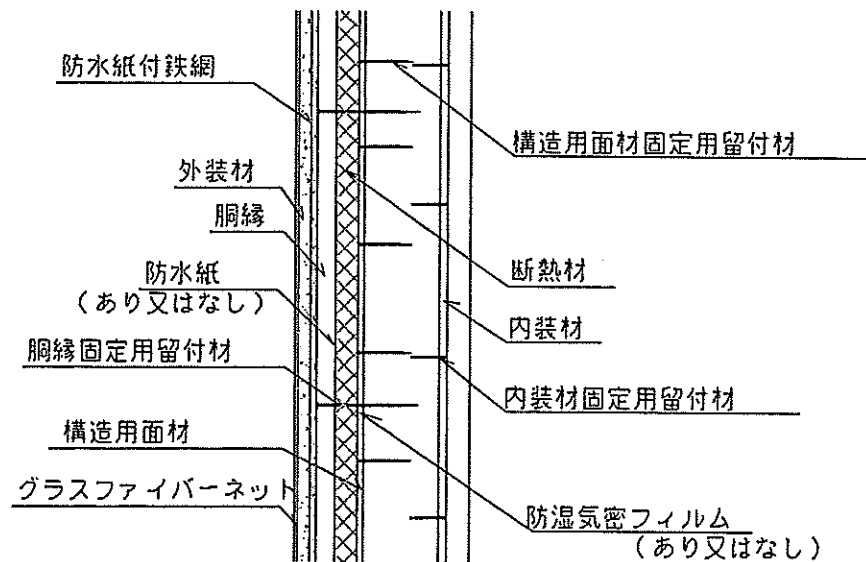 防水紙付鉄網
外装材
胴縁
防水紙
(あり又はなし)
胴縁固定用留付材
構造用面材
グラスファイバーネット
構造用面材固定用留付材
断熱材
内装材
内装材固定用留付材
防湿気密フィルム
(あり又はなし)